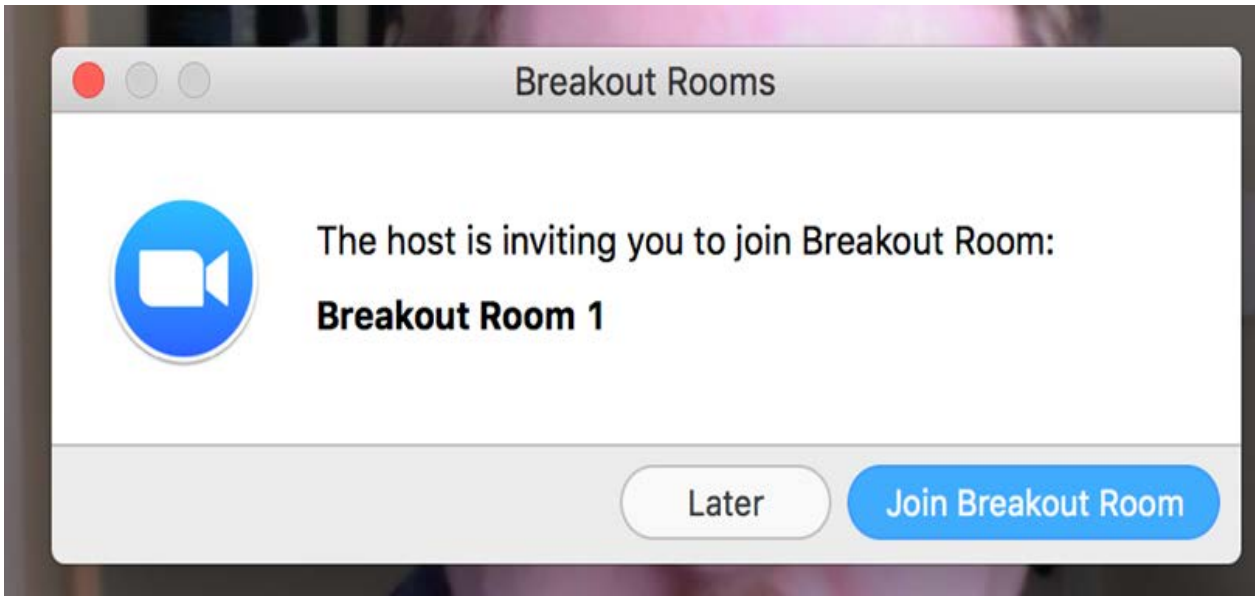 Breakout Rooms
The host is inviting you to join Breakout Room:
Breakout Room 1
Later
Join Breakout Room